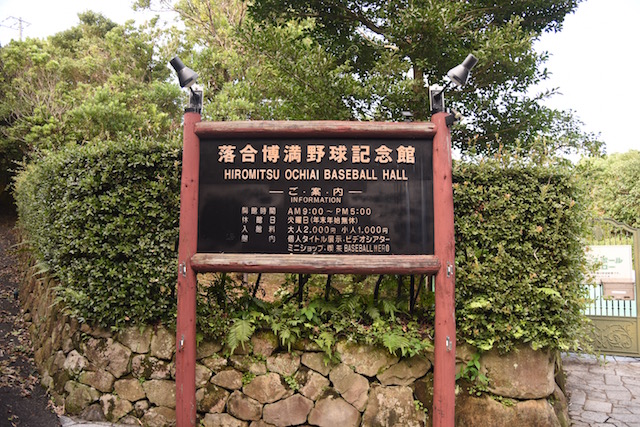 落合博満野球記念館
HIROMITSU OCHIAI BASEBALL HALL
ご・案・内
INFORMATION
開館時間 AM9:00〜PM5:00
休館日 火曜日(年末年始無休)
入館料 大人2,000円 小人1,000円
館内 個人タイトル展示・ビデオシアター
ミニショップ・喫茶 BASEBALL HERO